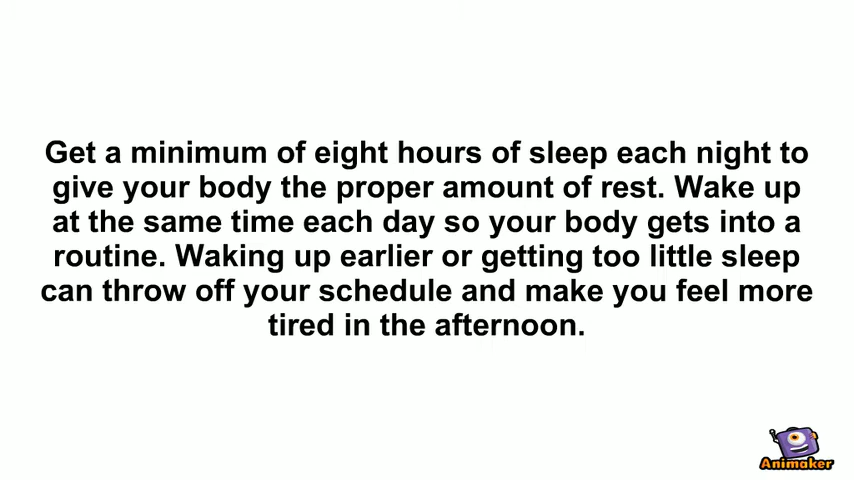 Get a minimum of eight hours of sleep each night to
give your body the proper amount of rest. Wake up
at the same time each day so your body gets into a
routine. Waking up earlier or getting too little sleep
can throw off your schedule and make you feel more
tired in the afternoon.
Animaker